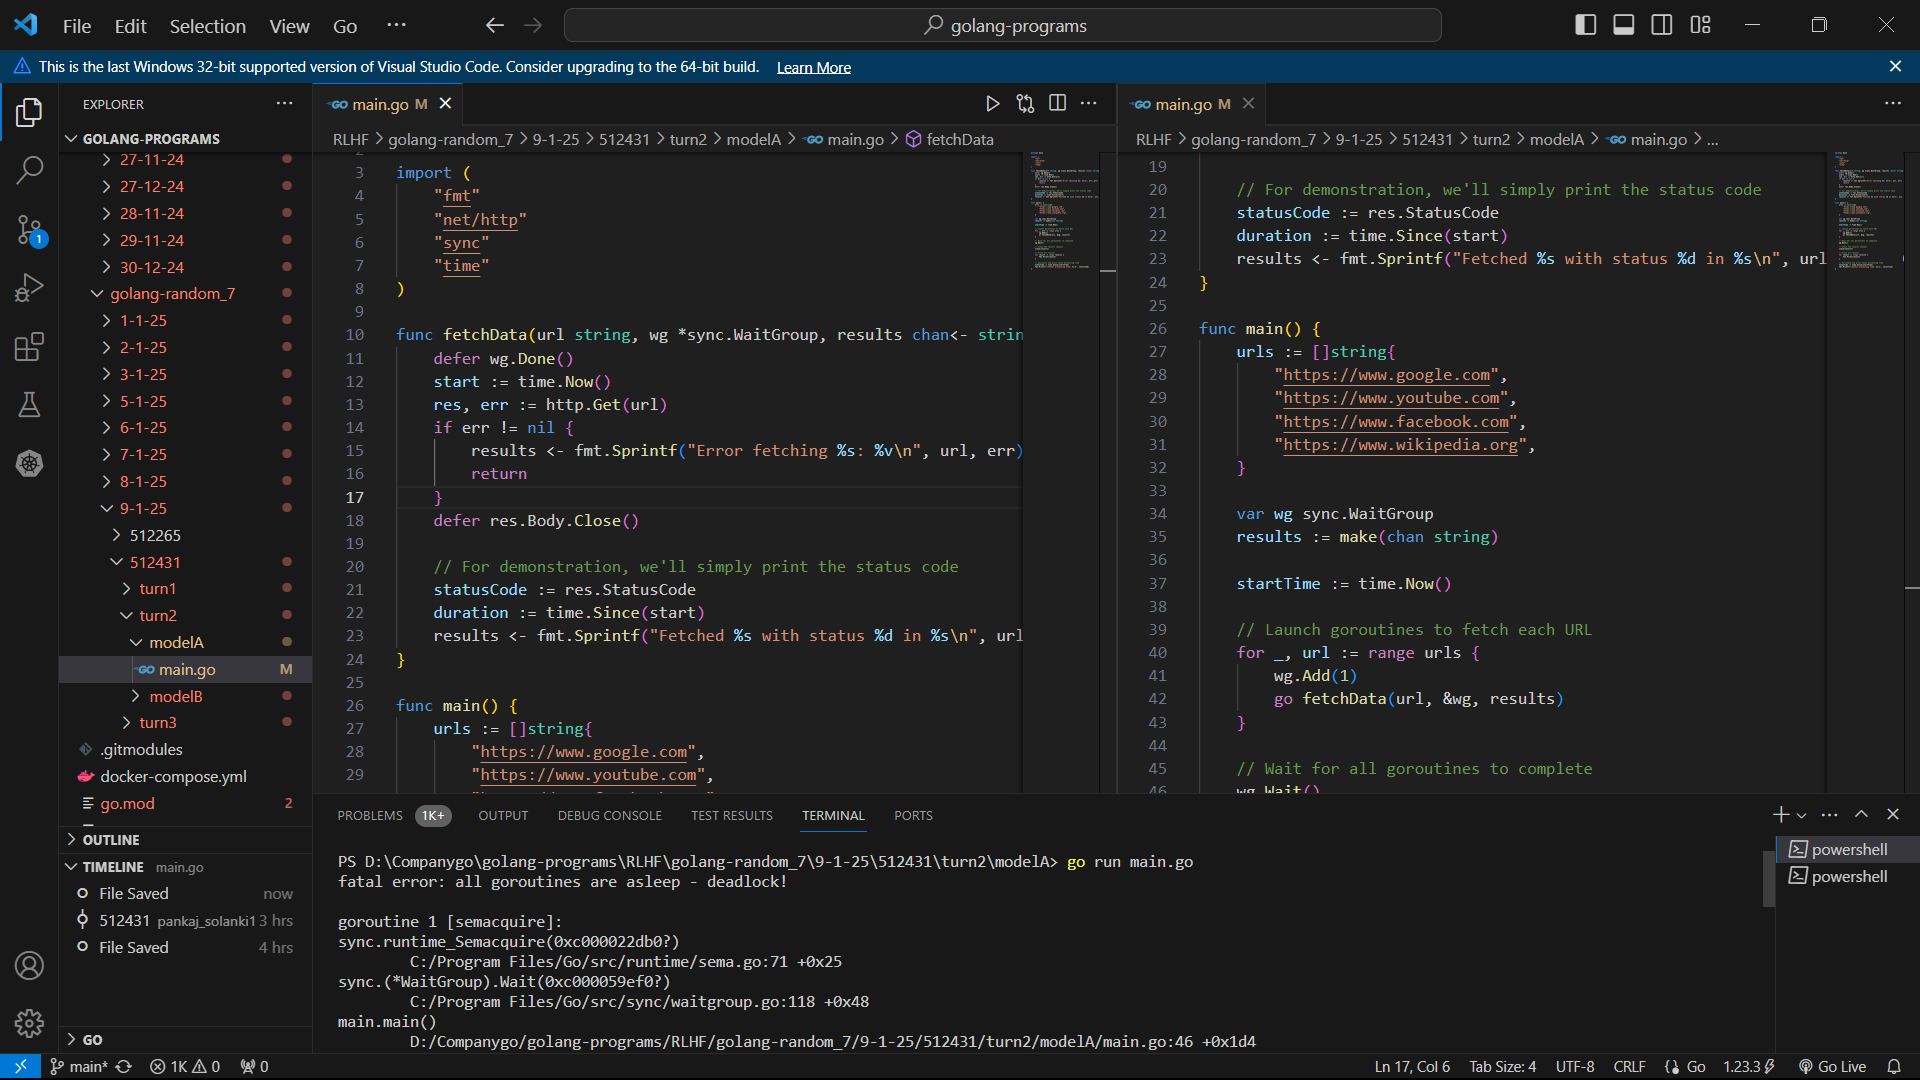 File Edit Selection View Go ···
golang-programs
This is the last Windows 32-bit supported version of Visual Studio Code. Consider upgrading to the 64-bit build. Learn More
EXPLORER
GOLANG-PROGRAMS
27-11-24
27-12-24
28-11-24
29-11-24
30-12-24
golang-random_7
1-1-25
2-1-25
3-1-25
5-1-25
6-1-25
7-1-25
8-1-25
9-1-25
512265
512431
turn1
turn2
modelA
main.go M
modelB
turn3
.gitmodules
docker-compose.yml
go.mod 2
OUTLINE
TIMELINE main.go
File Saved now
512431 pankaj_solanki1 3 hrs
File Saved 4 hrs
GO
1
main.go M
RLHF > golang-random_7 > 9-1-25 > 512431 > turn2 > modelA > main.go > fetchData
3 import (
4 "fmt"
5 "net/http"
6 "sync"
7 "time"
8 )
9
10 func fetchData(url string, wg *sync.WaitGroup, results chan<- strin
11 defer wg.Done()
12 start := time.Now()
13 res, err := http.Get(url)
14 if err != nil {
15 results <- fmt.Sprintf("Error fetching %s: %v\n", url, err)
16 return
17 }
18 defer res.Body.Close()
19
20 // For demonstration, we'll simply print the status code
21 statusCode := res.StatusCode
22 duration := time.Since(start)
23 results <- fmt.Sprintf("Fetched %s with status %d in %s\n", url
24 }
25
26 func main() {
27 urls := []string{
28 "https://www.google.com",
29 "https://www.youtube.com",
main.go M
RLHF > golang-random_7 > 9-1-25 > 512431 > turn2 > modelA > main.go > ...
19
20 // For demonstration, we'll simply print the status code
21 statusCode := res.StatusCode
22 duration := time.Since(start)
23 results <- fmt.Sprintf("Fetched %s with status %d in %s\n", url
24 }
25
26 func main() {
27 urls := []string{
28 "https://www.google.com",
29 "https://www.youtube.com",
30 "https://www.facebook.com",
31 "https://www.wikipedia.org",
32 }
33
34 var wg sync.WaitGroup
35 results := make(chan string)
36
37 startTime := time.Now()
38
39 // Launch goroutines to fetch each URL
40 for _, url := range urls {
41 wg.Add(1)
42 go fetchData(url, &wg, results)
43 }
44
45 // Wait for all goroutines to complete
46 wg.Wait()
PROBLEMS 1K+ OUTPUT DEBUG CONSOLE TEST RESULTS TERMINAL PORTS
PS D:\Companygo\golang-programs\RLHF\golang-random_7\9-1-25\512431\turn2\modelA> go run main.go
fatal error: all goroutines are asleep - deadlock!
goroutine 1 [semacquire]:
sync.runtime_Semacquire(0xc000022db0?)
C:/Program Files/Go/src/runtime/sema.go:71 +0x25
sync.(*WaitGroup).Wait(0xc000059ef0?)
C:/Program Files/Go/src/sync/waitgroup.go:118 +0x48
main.main()
D:/Companygo/golang-programs/RLHF/golang-random_7/9-1-25/512431/turn2/modelA/main.go:46 +0x1d4
powershell
powershell
main* 1K 0 0 Ln 17, Col 6 Tab Size: 4 UTF-8 CRLF Go 1.23.3 Go Live